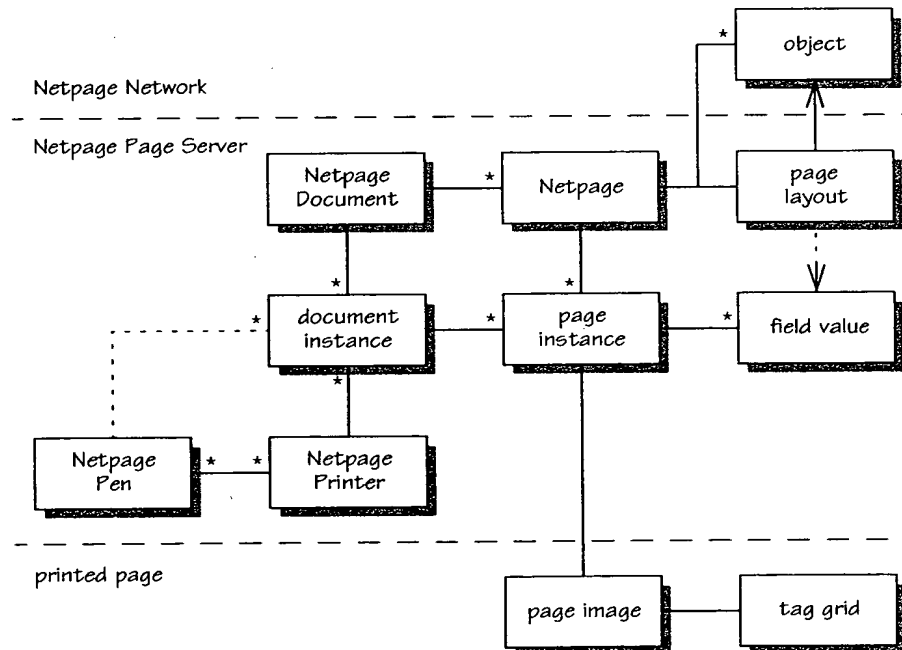 *
object
Netpage Network
Netpage Page Server
Netpage
Document
*
Netpage
page
layout
*
*
*
document
instance
*
page
instance
*
field value
*
Netpage
Pen
*
*
Netpage
Printer
printed page
page image
tag grid